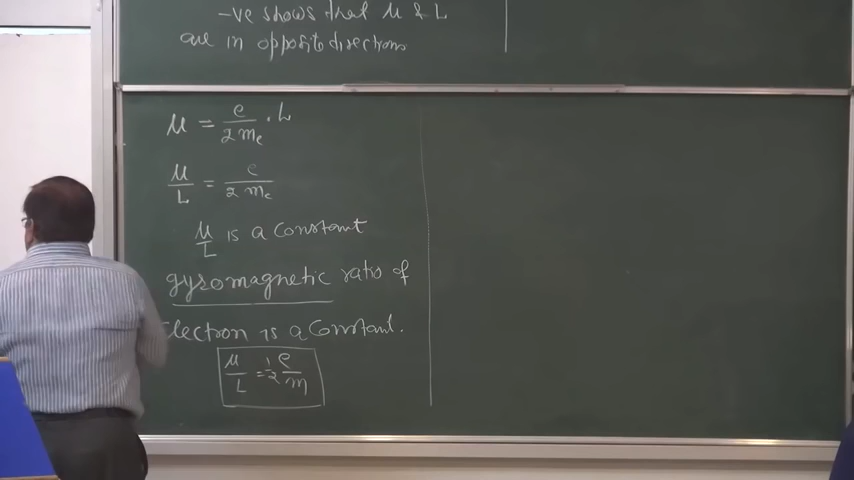 -ve shows that μ & L
are in opposite directions
μ = e/2me . L
μ/L = e/2me
μ/L is a Constant
gyromagnetic ratio of
electron is a Constant.
μ/L = 1/2 e/m